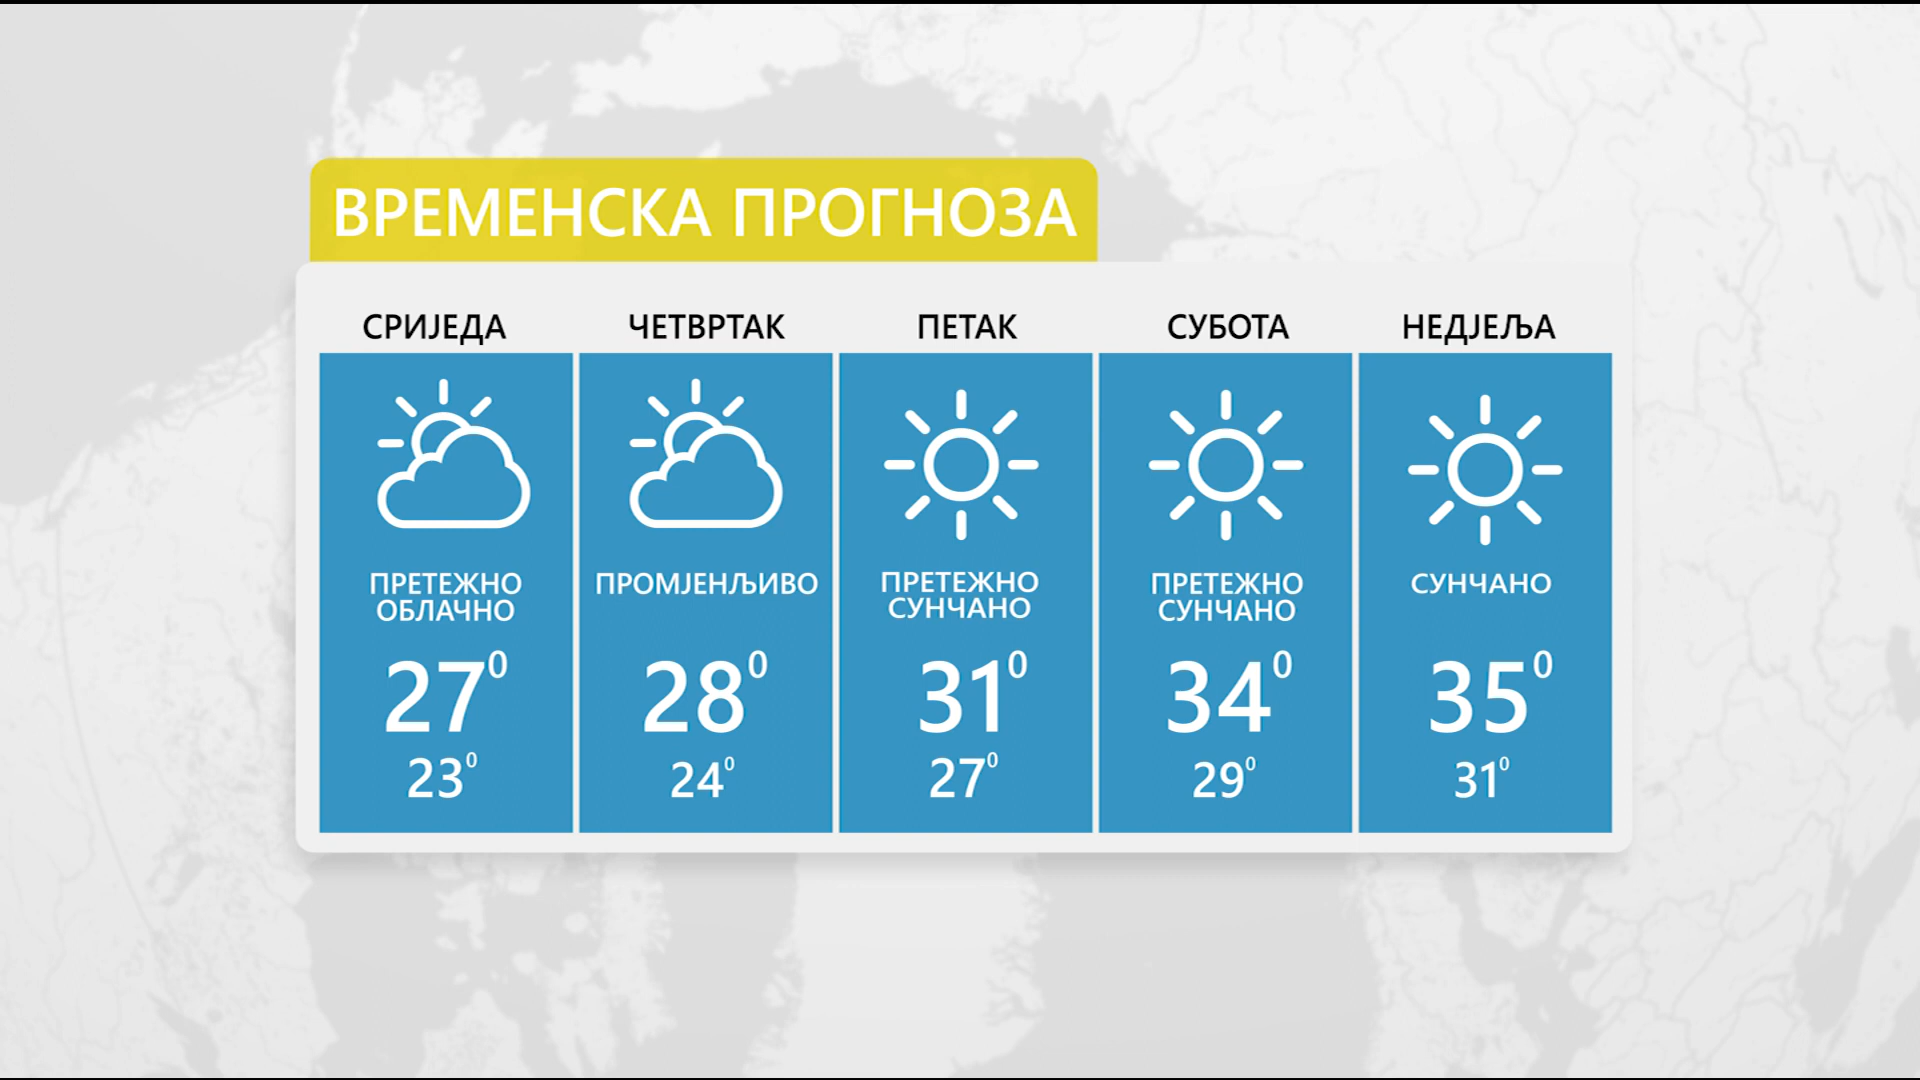 ВРЕМЕНСКА ПРОГНОЗА
СРИЈЕДА
ПРЕТЕЖНО
ОБЛАЧНО
27⁰
23⁰
ЧЕТВРТАК
ПРОМЈЕНЉИВО
28⁰
24⁰
ПЕТАК
ПРЕТЕЖНО
СУНЧАНО
31⁰
27⁰
СУБОТА
ПРЕТЕЖНО
СУНЧАНО
34⁰
29⁰
НЕДЈЕЉА
СУНЧАНО
35⁰
31⁰